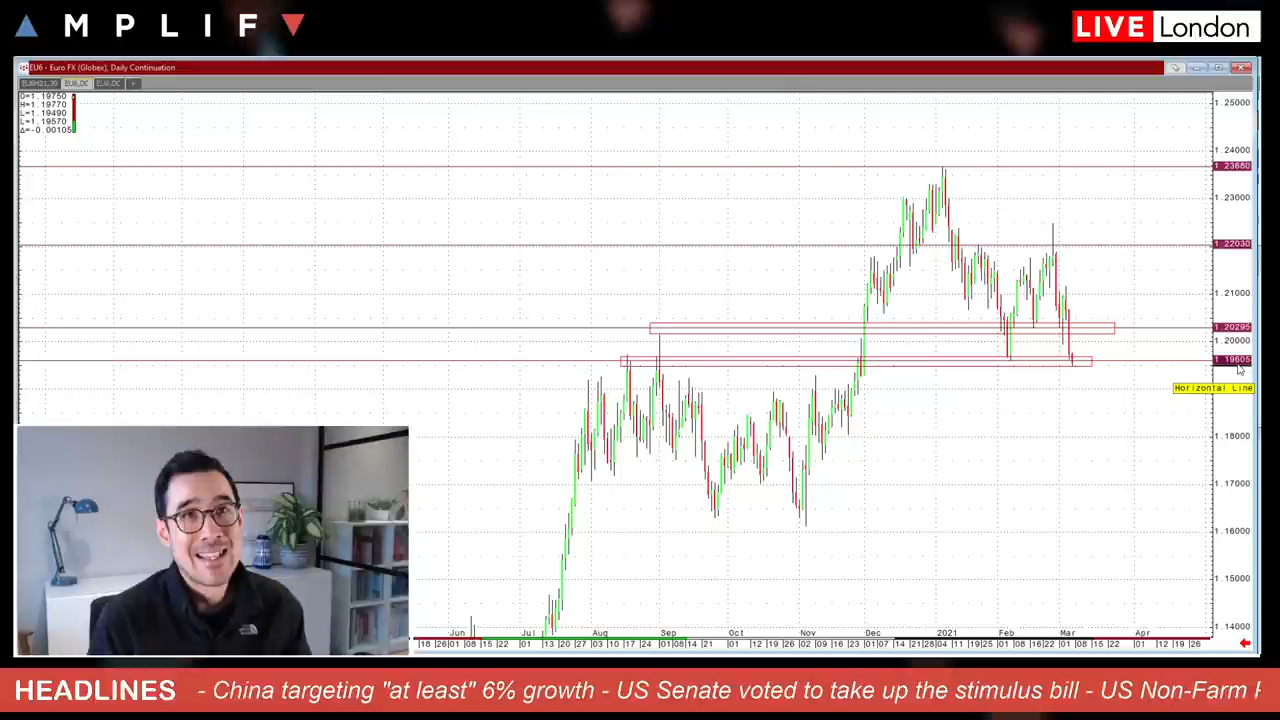 AMPLIFY
LIVE London
EU6 - Euro FX (Globex), Daily Continuation
O=1.19750
H=1.19770
L=1.19490
L=1.19570
Δ=-0.00105
1.25000
1.24000
1.23680
1.23000
1.22030
1.21000
1.20295
1.20000
1.19605
Horizontal Line
1.18000
1.17000
1.16000
1.15000
1.14000
Jun Jul Aug Sep Oct Nov Dec 2021 Feb Mar Apr
HEADLINES - China targeting "at least" 6% growth - US Senate voted to take up the stimulus bill - US Non-Farm